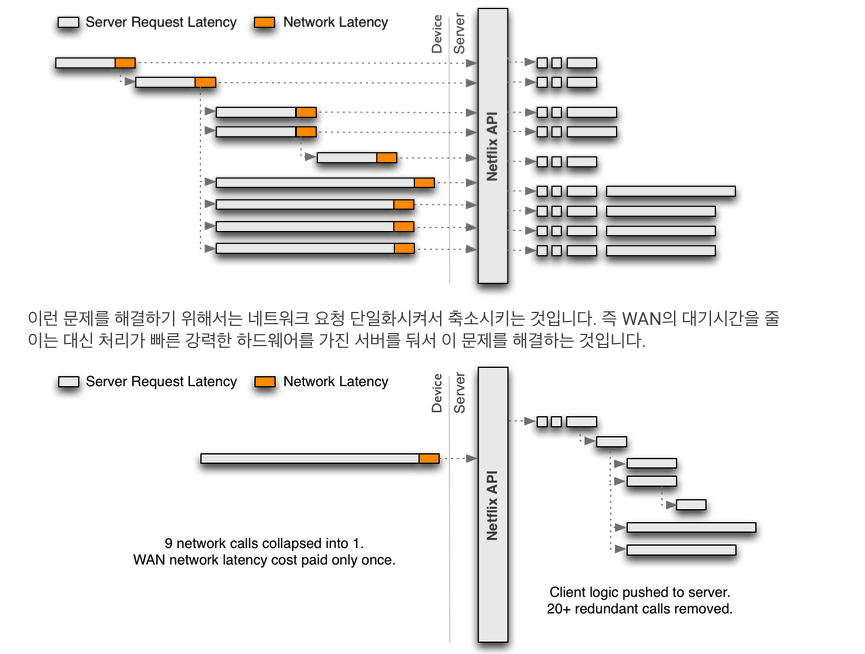 Server Request Latency
Network Latency
Device
Server
Netflix API
이런 문제를 해결하기 위해서는 네트워크 요청 단일화시켜서 축소시키는 것입니다. 즉 WAN의 대기시간을 줄
이는 대신 처리가 빠른 강력한 하드웨어를 가진 서버를 둬서 이 문제를 해결하는 것입니다.
Server Request Latency
Network Latency
Device
Server
Netflix API
9 network calls collapsed into 1.
WAN network latency cost paid only once.
Client logic pushed to server.
20+ redundant calls removed.